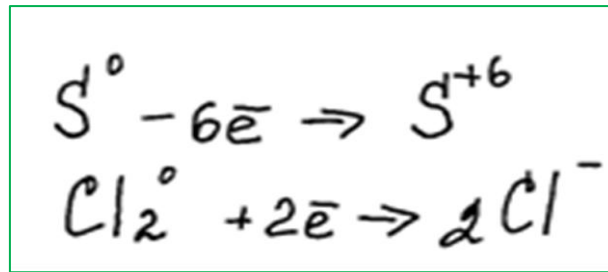 S⁰ – 6ē → S⁺⁶
Cl₂⁰ + 2ē → 2Cl⁻